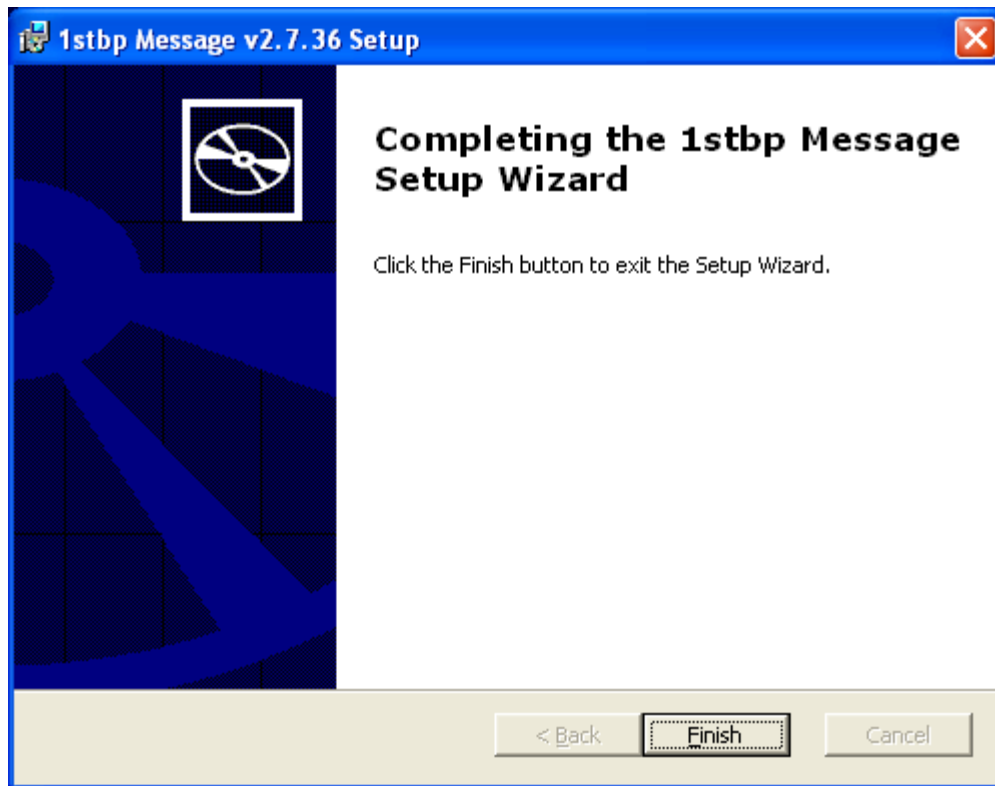 1stbp Message v2.7.36 Setup
Completing the 1stbp Message
Setup Wizard
Click the Finish button to exit the Setup Wizard.
< Back
Finish
Cancel